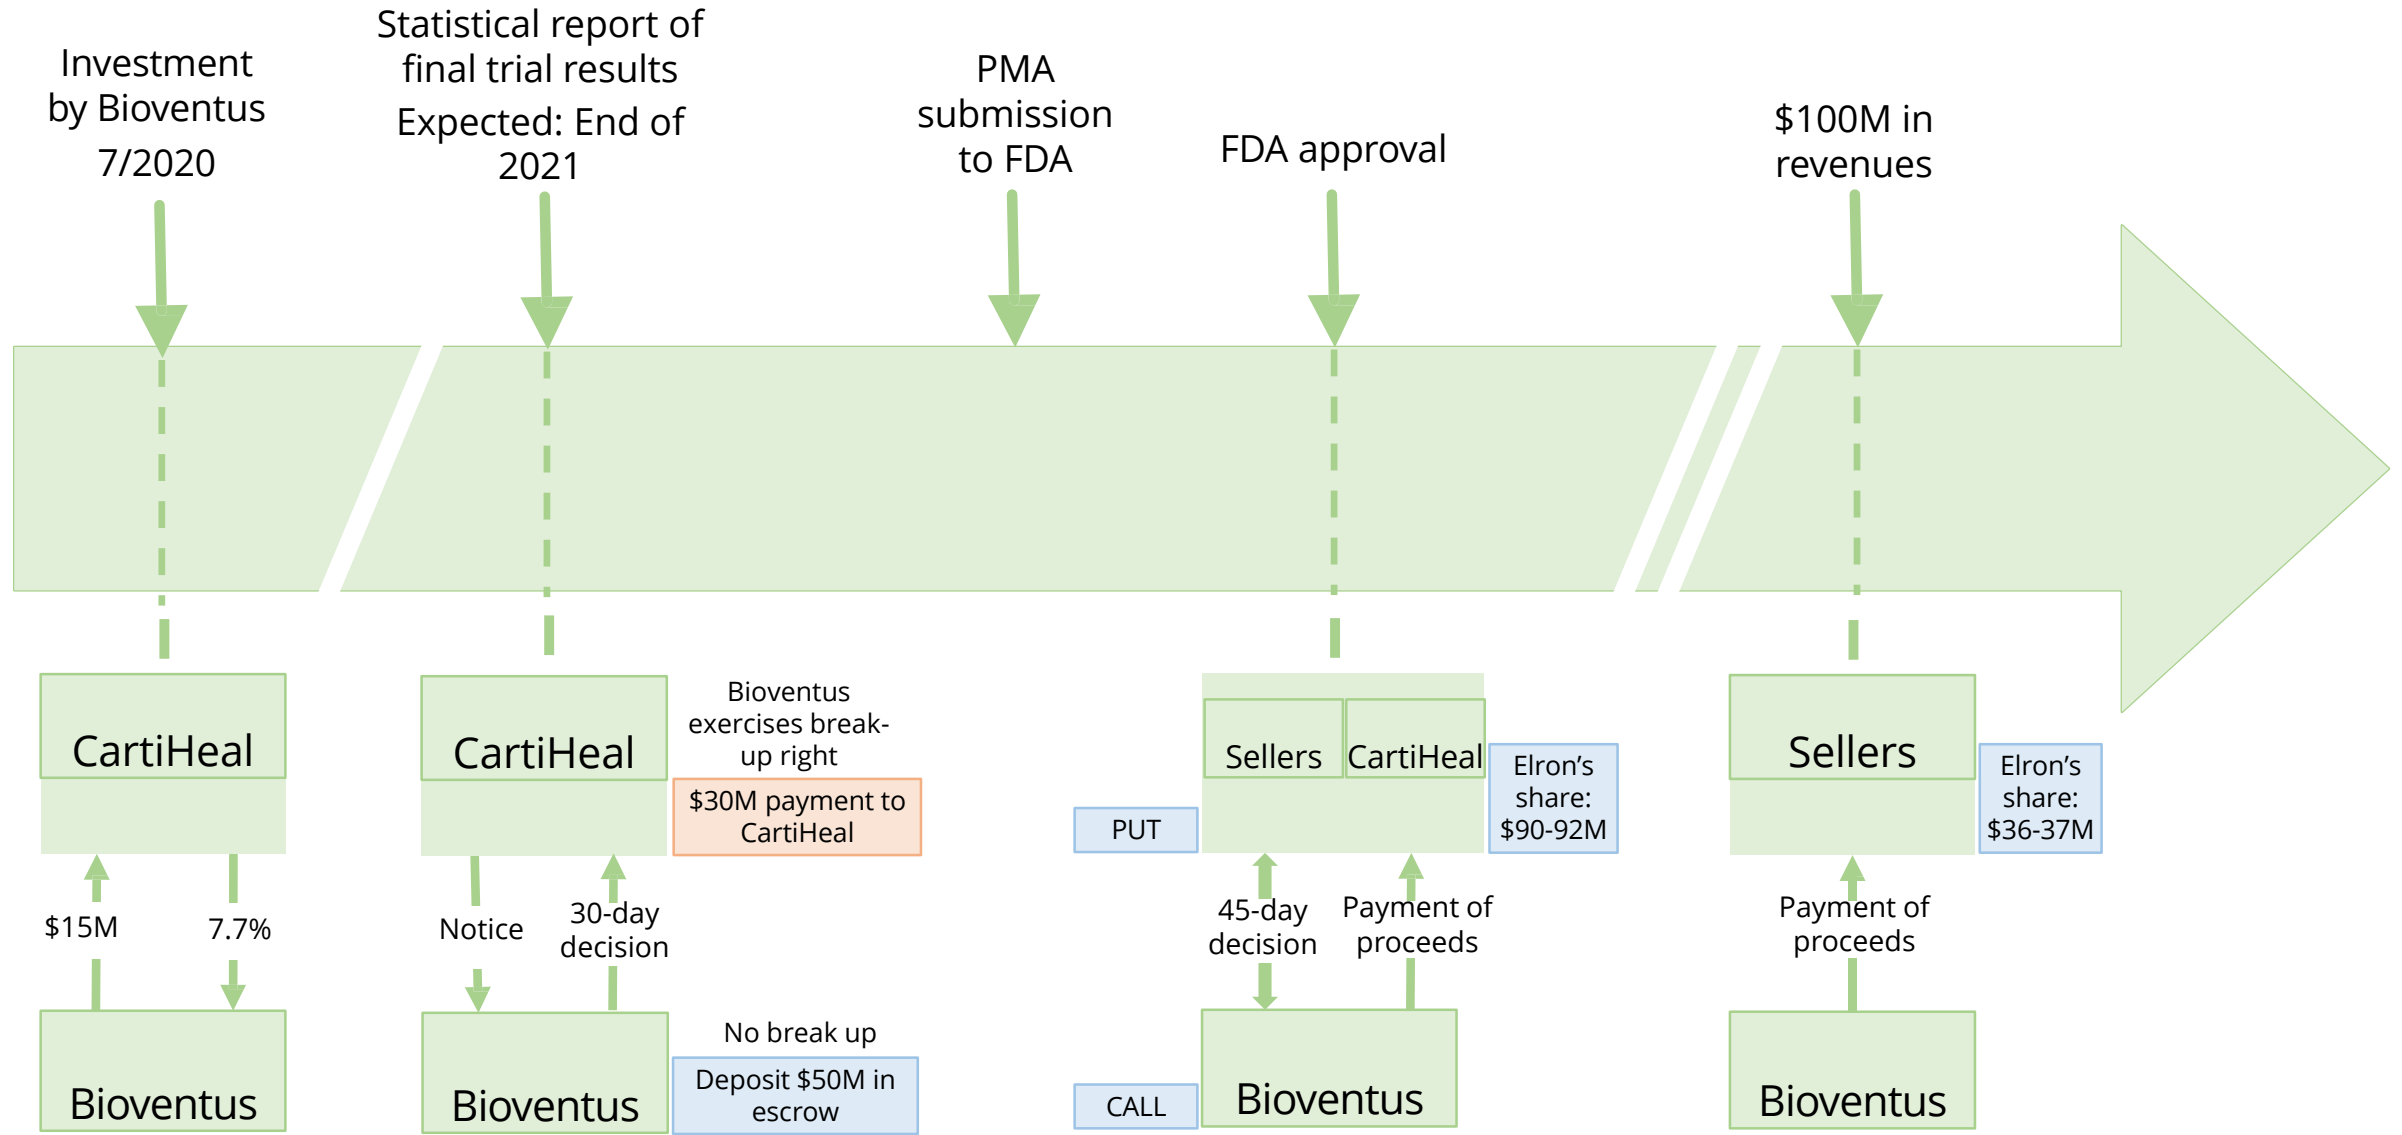 Investment
by Bioventus
7/2020
Statistical report of
final trial results
Expected: End of
2021
PMA
submission
to FDA
FDA approval
$100M in
revenues
CartiHeal
$15M
7.7%
Bioventus
CartiHeal
Bioventus
exercises break-
up right
$30M payment to
CartiHeal
Notice
30-day
decision
Bioventus
No break up
Deposit $50M in
escrow
PUT
Sellers
CartiHeal
Elron’s
share:
$90-92M
45-day
decision
Payment of
proceeds
CALL
Bioventus
Sellers
Elron’s
share:
$36-37M
Payment of
proceeds
Bioventus